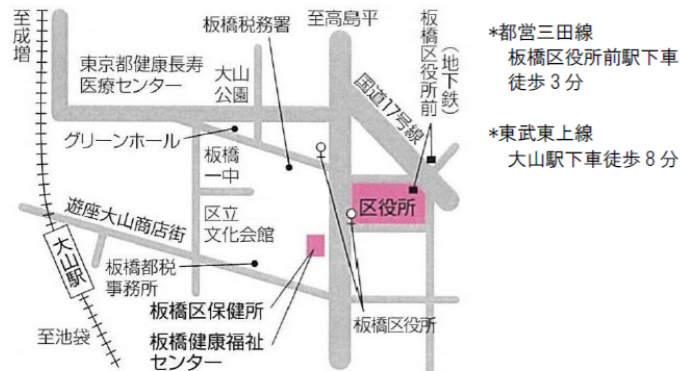 至成増
板橋税務署
至高島平
東京都健康長寿
医療センター
大山
公園
国道17号線
板橋区役所前
（地下鉄）
グリーンホール
板橋
一中
区役所
遊座大山商店街
区立
文化会館
大山駅
板橋都税
事務所
板橋区保健所
板橋区役所
至池袋
板橋健康福祉
センター
*都営三田線
板橋区役所前駅下車
徒歩3分
*東武東上線
大山駅下車徒歩8分